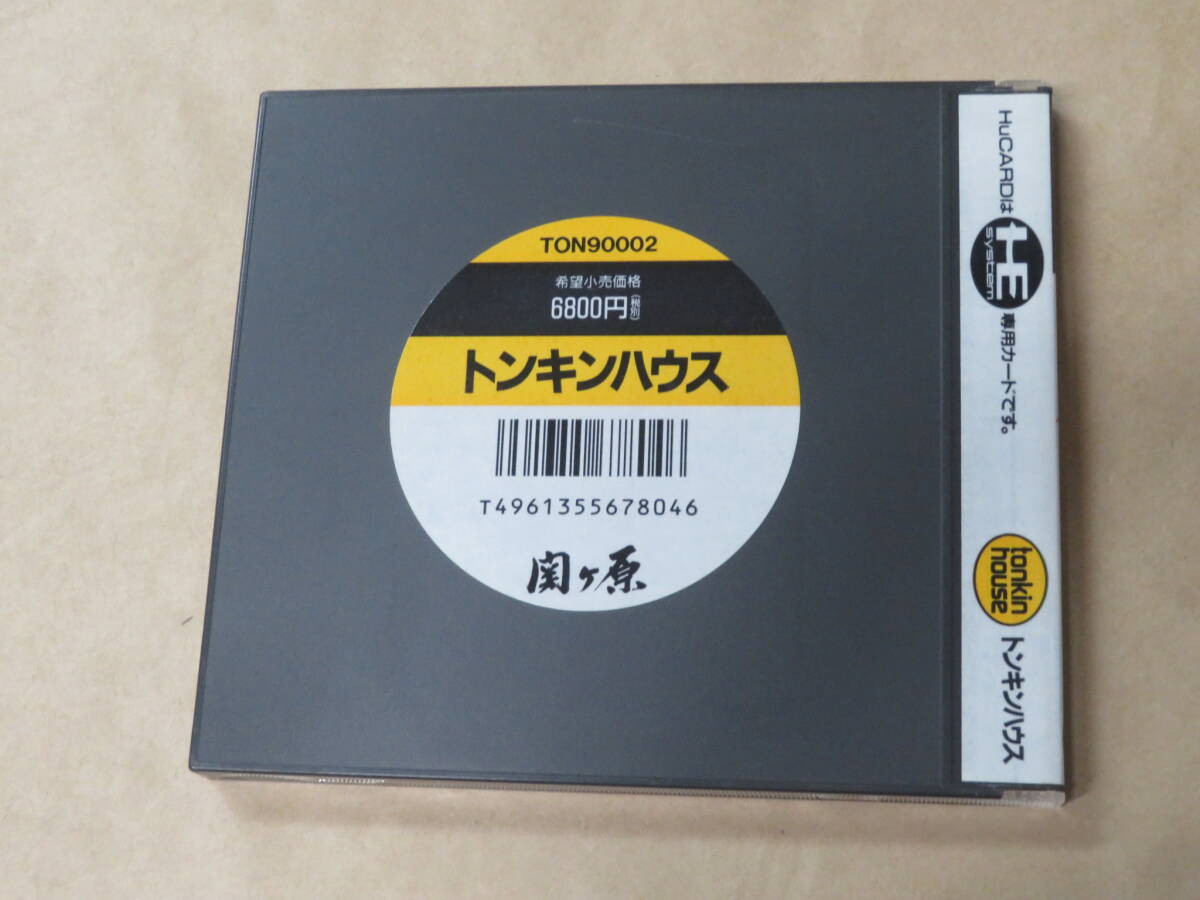 TON90002
希望小売価格
6800円(税別)
トンキンハウス
T4961355678046
関ヶ原
HuCARDは HE system 専用カードです。
tonkin house トンキンハウス